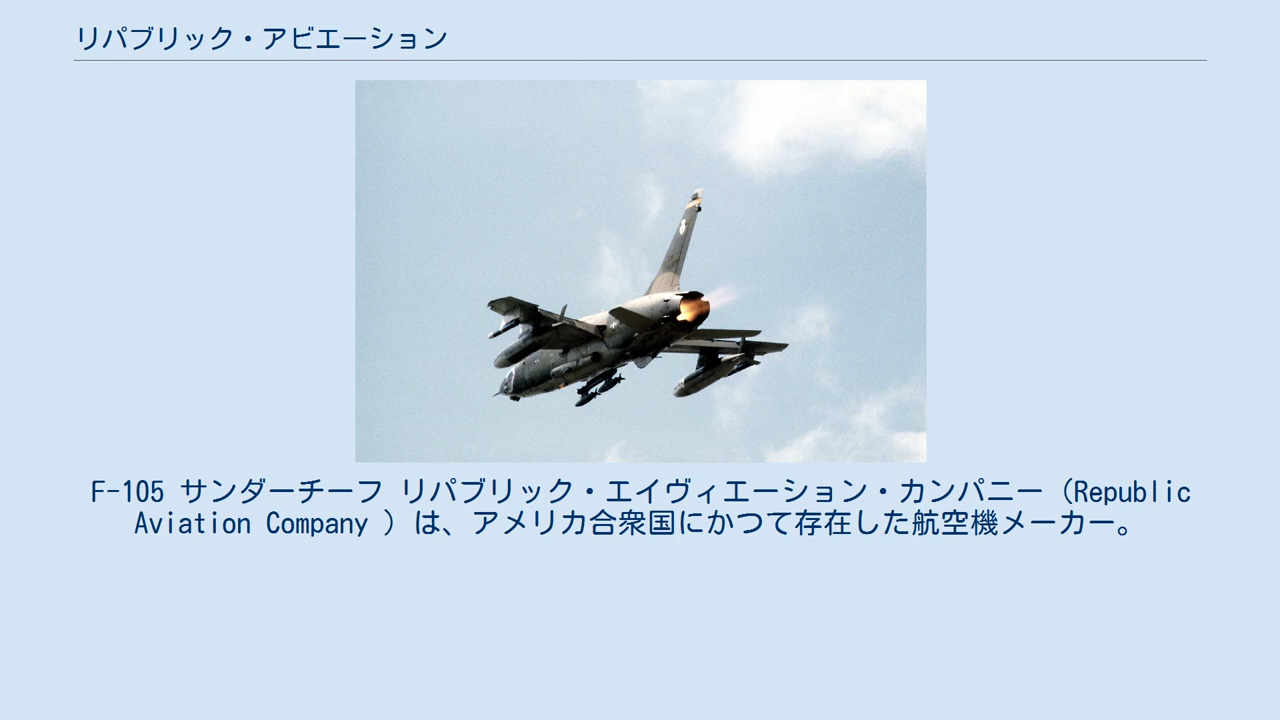 リパブリック・アビエーション
F-105 サンダーチーフ リパブリック・エイヴィエーション・カンパニー（Republic
Aviation Company ）は、アメリカ合衆国にかつて存在した航空機メーカー。